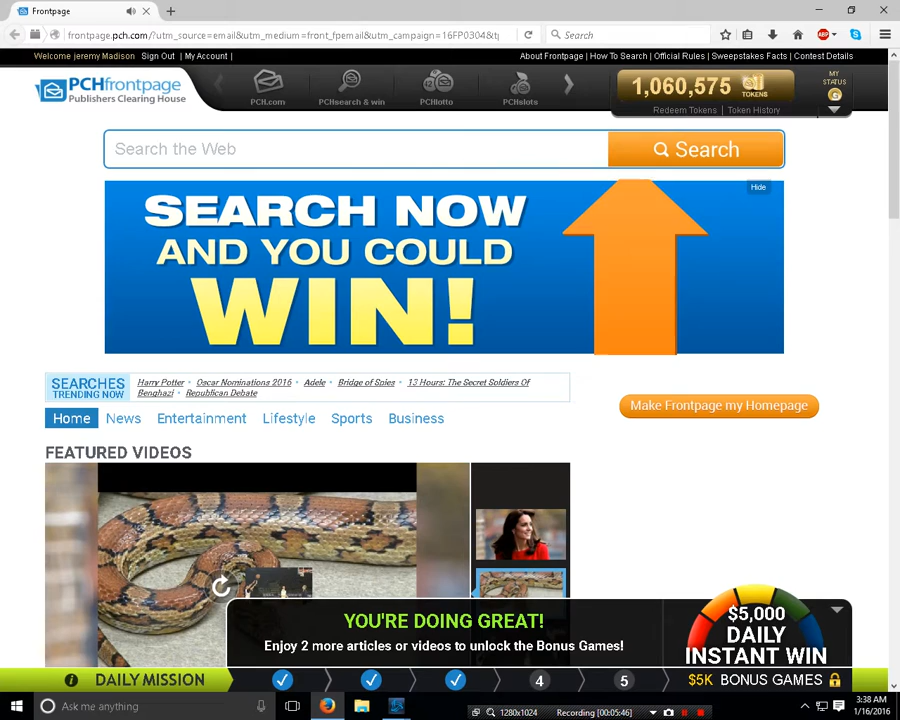 Frontpage
frontpage.pch.com/?utm_source=email&utm_medium=front_fpemail&utm_campaign=16FP0304&
Search
Welcome jeremy Madison Sign Out | My Account |
About Frontpage | How To Search | Official Rules | Sweepstakes Facts | Contest Details
PCHfrontpage
Publishers Clearing House
PCH.com
PCHsearch & win
PCHlotto
PCHslots
1,060,575
TOKENS
Redeem Tokens | Token History
MY
STATUS
G
Search the Web
Search
Hide
SEARCH NOW
AND YOU COULD
WIN!
SEARCHES
TRENDING NOW
Harry Potter • Oscar Nominations 2016 • Adele • Bridge of Spies • 13 Hours: The Secret Soldiers Of
Benghazi • Republican Debate
Make Frontpage my Homepage
Home News Entertainment Lifestyle Sports Business
FEATURED VIDEOS
YOU'RE DOING GREAT!
Enjoy 2 more articles or videos to unlock the Bonus Games!
$5,000
DAILY
INSTANT WIN
$5K BONUS GAMES
DAILY MISSION
4
5
Ask me anything
1280x1024
Recording [00:05:46]
3:38 AM
1/16/2016